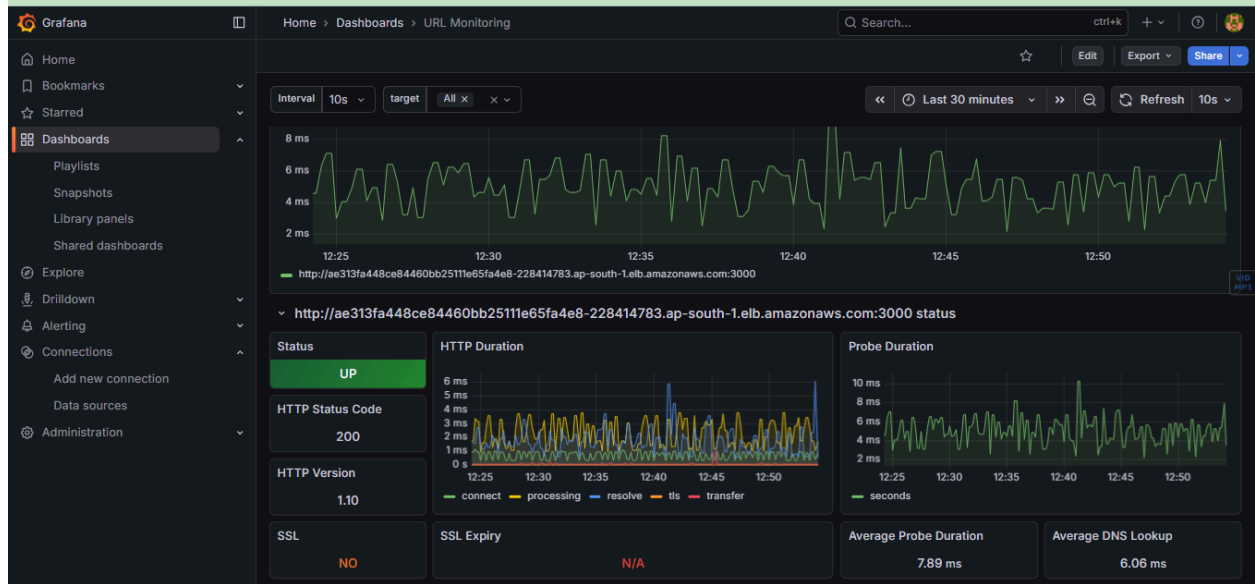 Grafana
Home > Dashboards > URL Monitoring
Search...
ctrl+k
Home
Bookmarks
Starred
Dashboards
Playlists
Snapshots
Library panels
Shared dashboards
Explore
Drilldown
Alerting
Connections
Add new connection
Data sources
Administration
Edit
Export
Share
Interval 10s
target All ×
Last 30 minutes
Refresh 10s
8 ms
6 ms
4 ms
2 ms
12:25 12:30 12:35 12:40 12:45 12:50
http://ae313fa448ce84460bb25111e65fa4e8-228414783.ap-south-1.elb.amazonaws.com:3000
VID
MP3
http://ae313fa448ce84460bb25111e65fa4e8-228414783.ap-south-1.elb.amazonaws.com:3000 status
Status
UP
HTTP Status Code
200
HTTP Version
1.10
SSL
NO
HTTP Duration
6 ms
5 ms
4 ms
3 ms
2 ms
1 ms
0 s
12:25 12:30 12:35 12:40 12:45 12:50
connect processing resolve tls transfer
SSL Expiry
N/A
Probe Duration
10 ms
8 ms
6 ms
4 ms
2 ms
12:25 12:30 12:35 12:40 12:45 12:50
seconds
Average Probe Duration
7.89 ms
Average DNS Lookup
6.06 ms